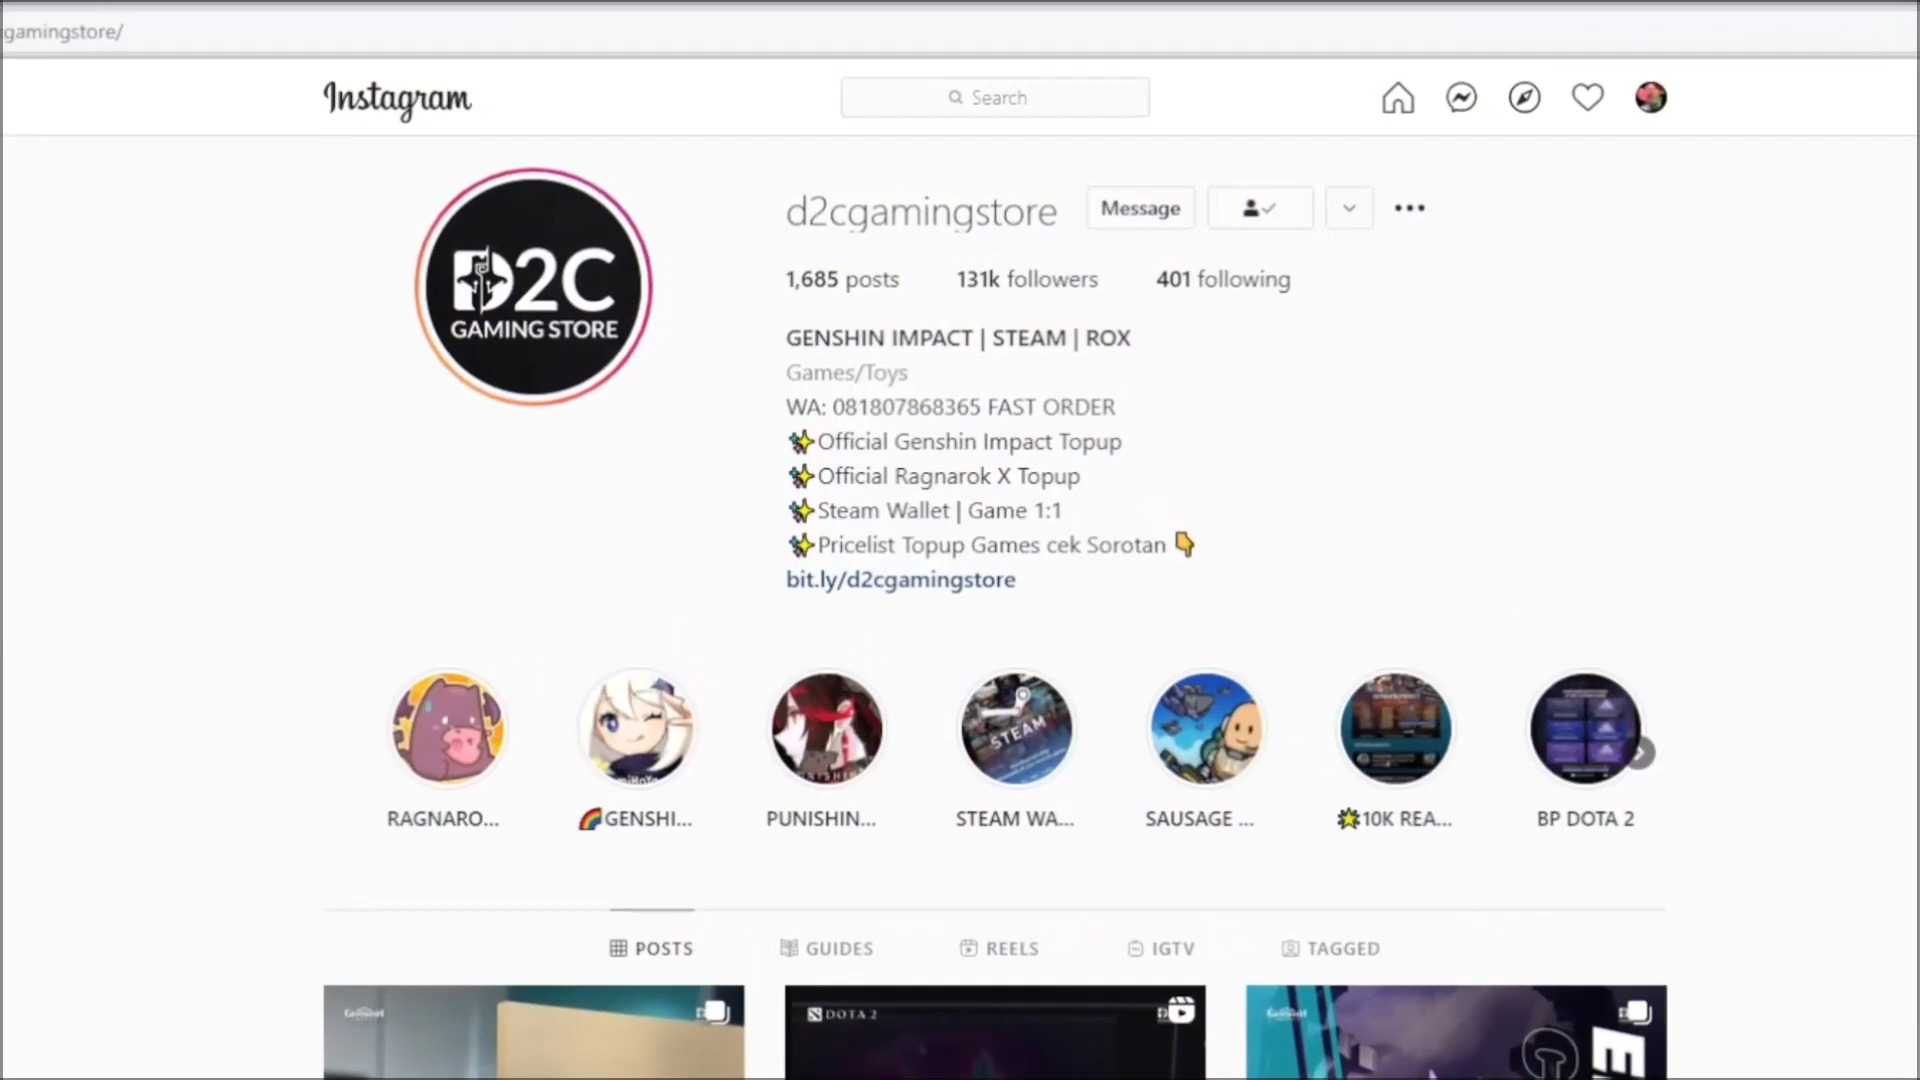 gamingstore/
Instagram
Search
d2cgamingstore Message
1,685 posts 131k followers 401 following
D2C
GAMING STORE
GENSHIN IMPACT | STEAM | ROX
Games/Toys
WA: 081807868365 FAST ORDER
✨Official Genshin Impact Topup
✨Official Ragnarok X Topup
✨Steam Wallet | Game 1:1
✨Pricelist Topup Games cek Sorotan 👇
bit.ly/d2cgamingstore
STEAM
RAGNARO... 🌈GENSHI... PUNISHIN... STEAM WA... SAUSAGE ... 🌟10K REA... BP DOTA 2
POSTS GUIDES REELS IGTV TAGGED
Genshin DOTA 2 Genshin